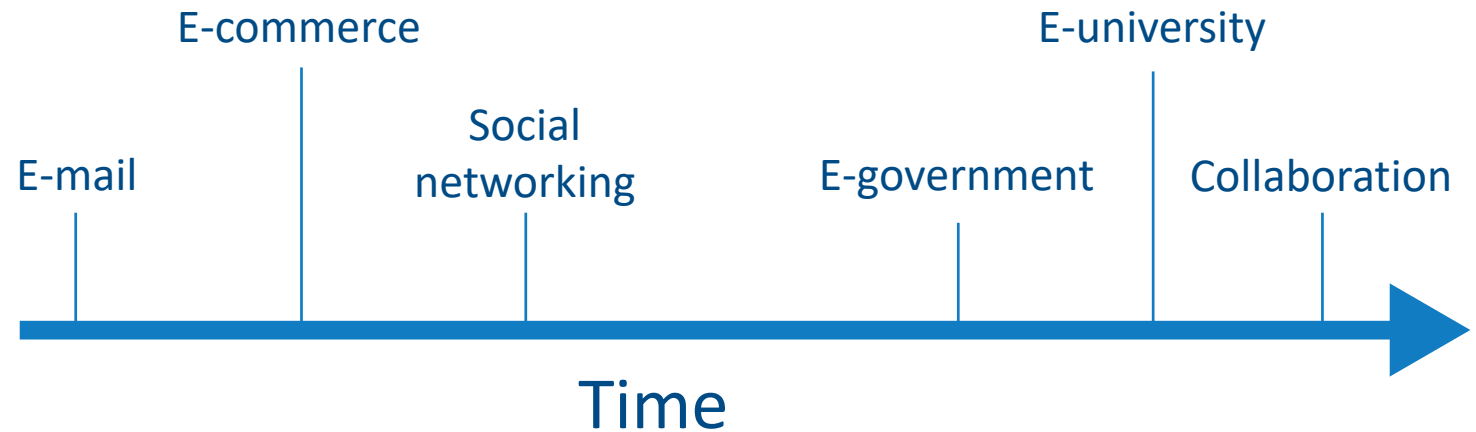 E-commerce
E-university
Social
networking
E-mail
E-government
Collaboration
Time